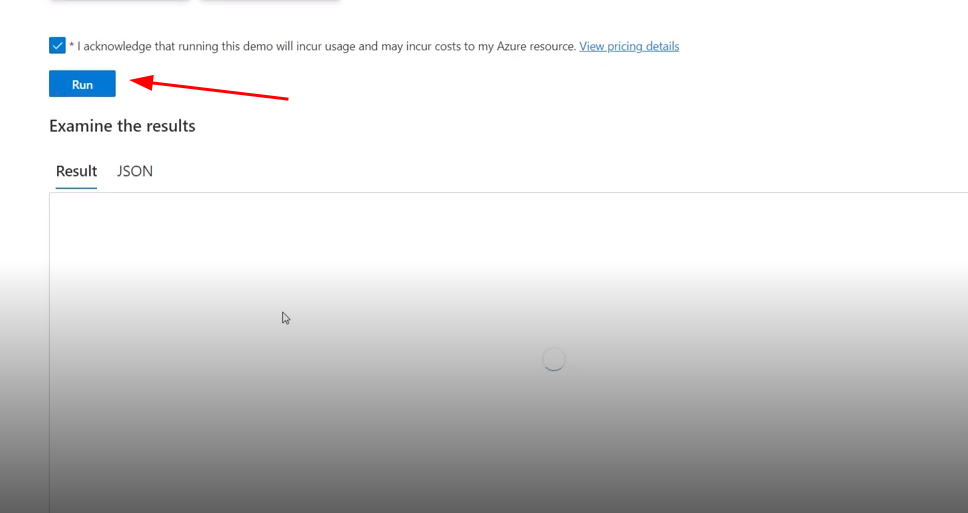 * I acknowledge that running this demo will incur usage and may incur costs to my Azure resource. View pricing details
Run
Examine the results
Result JSON